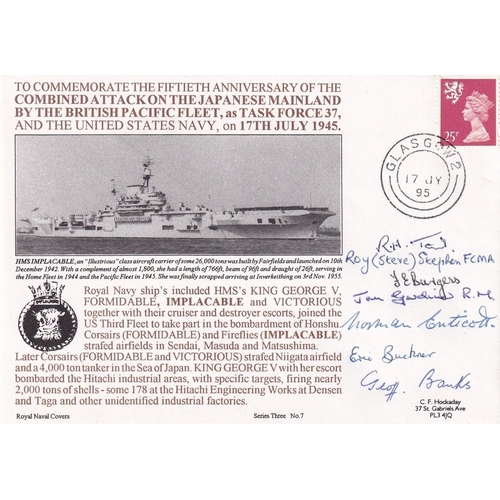 TO COMMEMORATE THE FIFTIETH ANNIVERSARY OF THE
COMBINED ATTACK ON THE JAPANESE MAINLAND
BY THE BRITISH PACIFIC FLEET, as TASK FORCE 37,
AND THE UNITED STATES NAVY, on 17TH JULY 1945.
25P
GLASGOW 2
17 JY
95
HMS IMPLACABLE, an "Illustrious" class aircraft carrier of some 26,000 tons was built by Fairfields and launched on 10th
December 1942. With a complement of almost 1,800, she had a length of 766ft, beam of 96ft and draught of 26ft, serving in
the Home Fleet in 1944 and the Pacific Fleet in 1945. She was finally scrapped arriving at Inverkeithing on 3rd Nov. 1955.
Royal Navy ship's included HMS's KING GEORGE V,
FORMIDABLE, IMPLACABLE and VICTORIOUS
together with their cruiser and destroyer escorts, joined the
US Third Fleet to take part in the bombardment of Honshu.
Corsairs (FORMIDABLE) and Fireflies (IMPLACABLE)
strafed airfields in Sendai, Masuda and Matsushima.
Later Corsairs (FORMIDABLE and VICTORIOUS) strafed Niigata airfield
and a 4,000 ton tanker in the Sea of Japan. KING GEORGE V with her escort
bombarded the Hitachi industrial areas, with specific targets, firing nearly
2,000 tons of shells - some 178 at the Hitachi Engineering Works at Densen
and Taga and other unidentified industrial factories.
R.H.
Roy (Steve) Stephen FCMA
Burgess
R.M.
Norman
Eric Buckner
Geoff. Banks
C. F. Hockaday
37 St. Gabriels Ave
PL3 4JQ
Royal Naval Covers
Series Three No.7